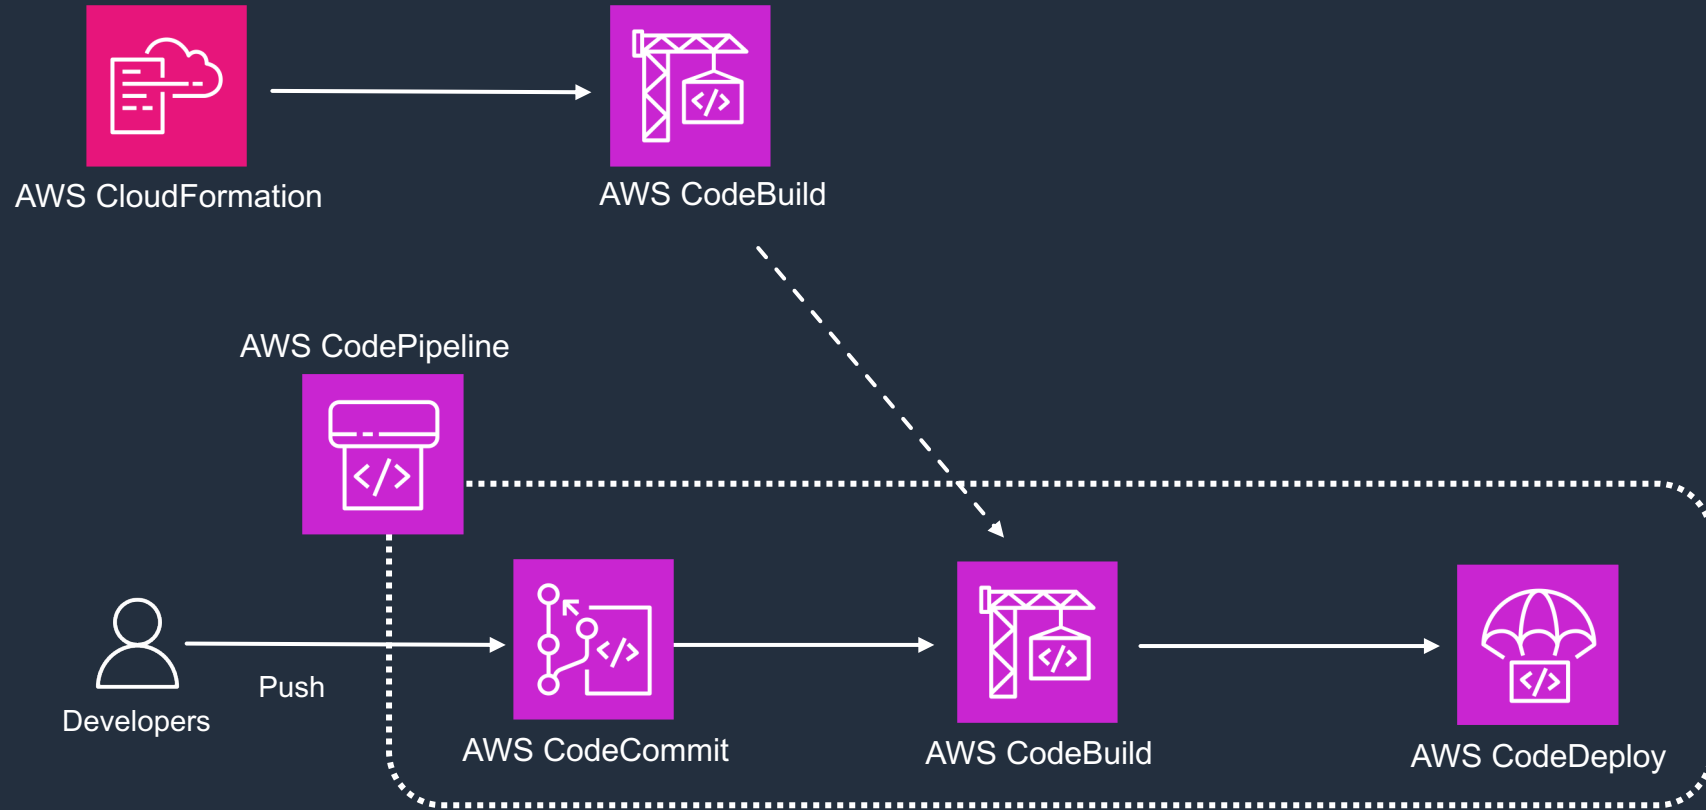 AWS CloudFormation
AWS CodeBuild
AWS CodePipeline
Developers
Push
AWS CodeCommit
AWS CodeBuild
AWS CodeDeploy